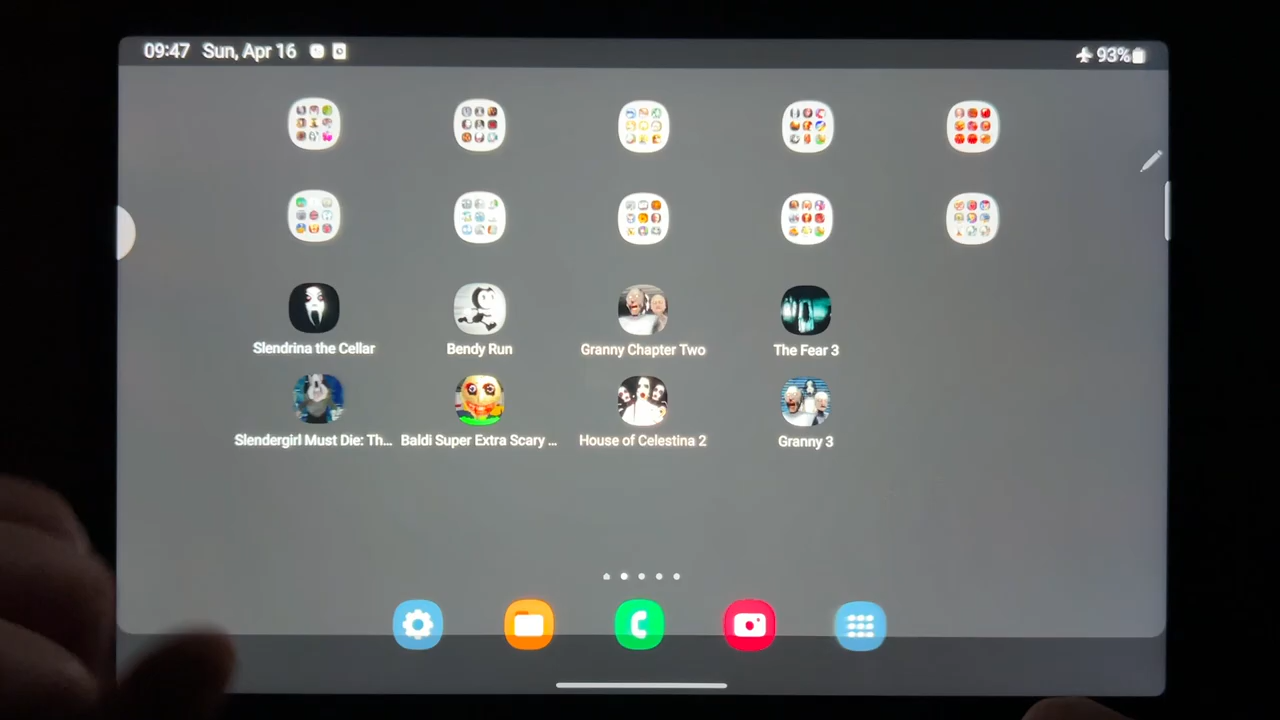 09:47 Sun, Apr 16
93%
Slendrina the Cellar
Bendy Run
Granny Chapter Two
The Fear 3
Slendergirl Must Die: Th...
Baldi Super Extra Scary ...
House of Celestina 2
Granny 3